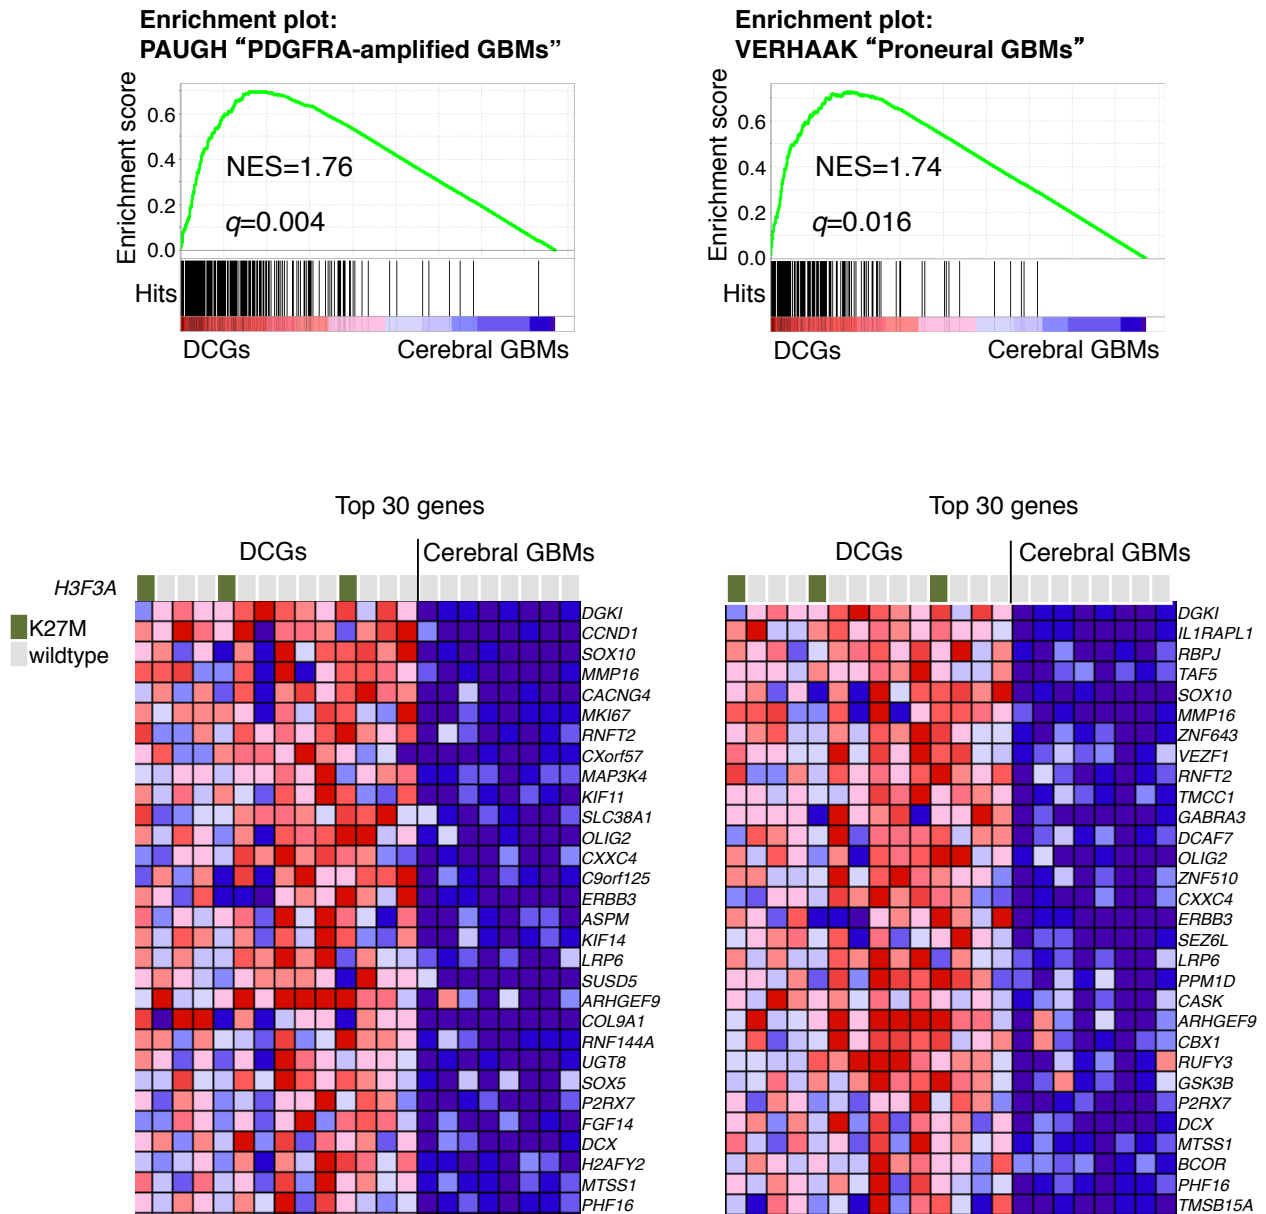 Enrichment plot:
PAUGH “PDGFRA-amplified GBMs”
Enrichment score
0.6
0.4
0.2
0.0
NES=1.76
q=0.004
Hits
DCGs
Cerebral GBMs
Enrichment plot:
VERHAAK “Proneural GBMs”
Enrichment score
0.6
0.4
0.2
0.0
NES=1.74
q=0.016
Hits
DCGs
Cerebral GBMs
Top 30 genes
DCGs
Cerebral GBMs
H3F3A
K27M
wildtype
DGKI
CCND1
SOX10
MMP16
CACNG4
MKI67
RNFT2
CXorf57
MAP3K4
KIF11
SLC38A1
OLIG2
CXXC4
C9orf125
ERBB3
ASPM
KIF14
LRP6
SUSD5
ARHGEF9
COL9A1
RNF144A
UGT8
SOX5
P2RX7
FGF14
DCX
H2AFY2
MTSS1
PHF16
Top 30 genes
DCGs
Cerebral GBMs
DGKI
IL1RAPL1
RBPJ
TAF5
SOX10
MMP16
ZNF643
VEZF1
RNFT2
TMCC1
GABRA3
DCAF7
OLIG2
ZNF510
CXXC4
ERBB3
SEZ6L
LRP6
PPM1D
CASK
ARHGEF9
CBX1
RUFY3
GSK3B
P2RX7
DCX
MTSS1
BCOR
PHF16
TMSB15A